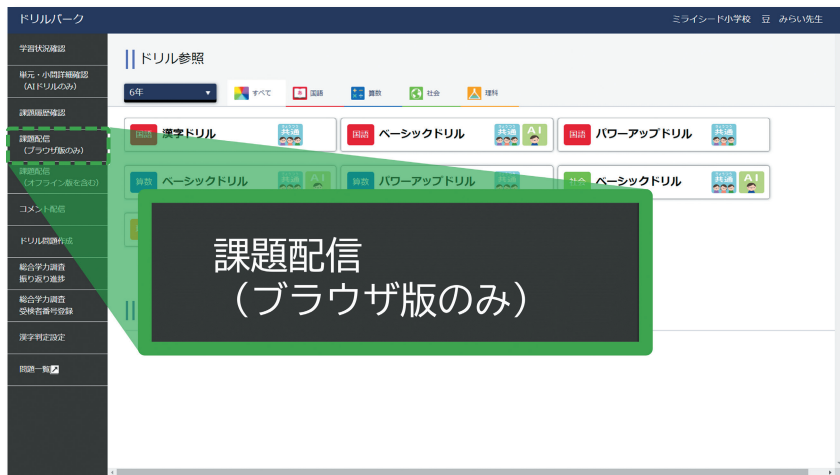 ドリルパーク
ミライシード小学校 豆 みらい先生
学習状況確認
単元・小問詳細確認
(AIドリルのみ)
課題履歴確認
課題配信
(ブラウザ版のみ)
課題配信
(オフライン版を含む)
コメント配信
ドリル問題作成
総合学力調査
振り返り進捗
総合学力調査
受検者番号登録
漢字判定設定
問題一覧
ドリル参照
6年
すべて
国語
算数
社会
理科
国語 漢字ドリル 共通
国語 ベーシックドリル 共通 AI
国語 パワーアップドリル 共通
算数 ベーシックドリル 共通 AI
算数 パワーアップドリル 共通
社会 ベーシックドリル 共通 AI
課題配信
(ブラウザ版のみ)